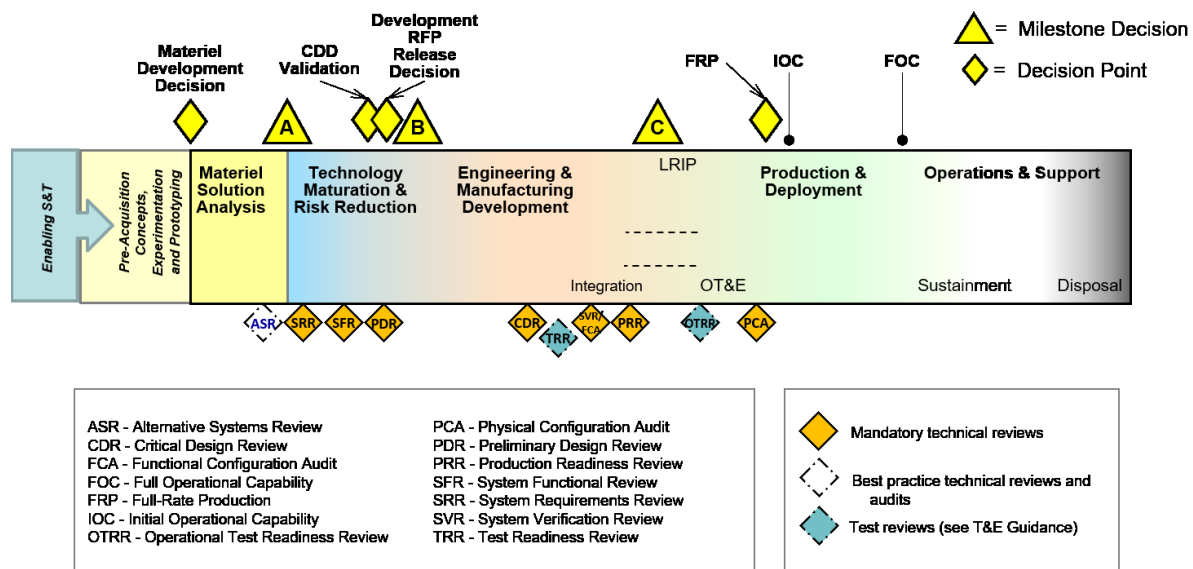 Materiel
Development
Decision
CDD
Validation
Development
RFP
Release
Decision
FRP
IOC
FOC
= Milestone Decision
= Decision Point
A
B
C
Enabling S&T
Pre-Acquisition
Concepts,
Experimentation
and Prototyping
Materiel
Solution
Analysis
Technology
Maturation &
Risk Reduction
Engineering &
Manufacturing
Development
LRIP
Production &
Deployment
Operations & Support
Integration
OT&E
Sustainment
Disposal
ASR
SRR
SFR
PDR
CDR
TRR
SVR/
FCA
PRR
OTRR
PCA
ASR - Alternative Systems Review
CDR - Critical Design Review
FCA - Functional Configuration Audit
FOC - Full Operational Capability
FRP - Full-Rate Production
IOC - Initial Operational Capability
OTRR - Operational Test Readiness Review
PCA - Physical Configuration Audit
PDR - Preliminary Design Review
PRR - Production Readiness Review
SFR - System Functional Review
SRR - System Requirements Review
SVR - System Verification Review
TRR - Test Readiness Review
Mandatory technical reviews
Best practice technical reviews and
audits
Test reviews (see T&E Guidance)